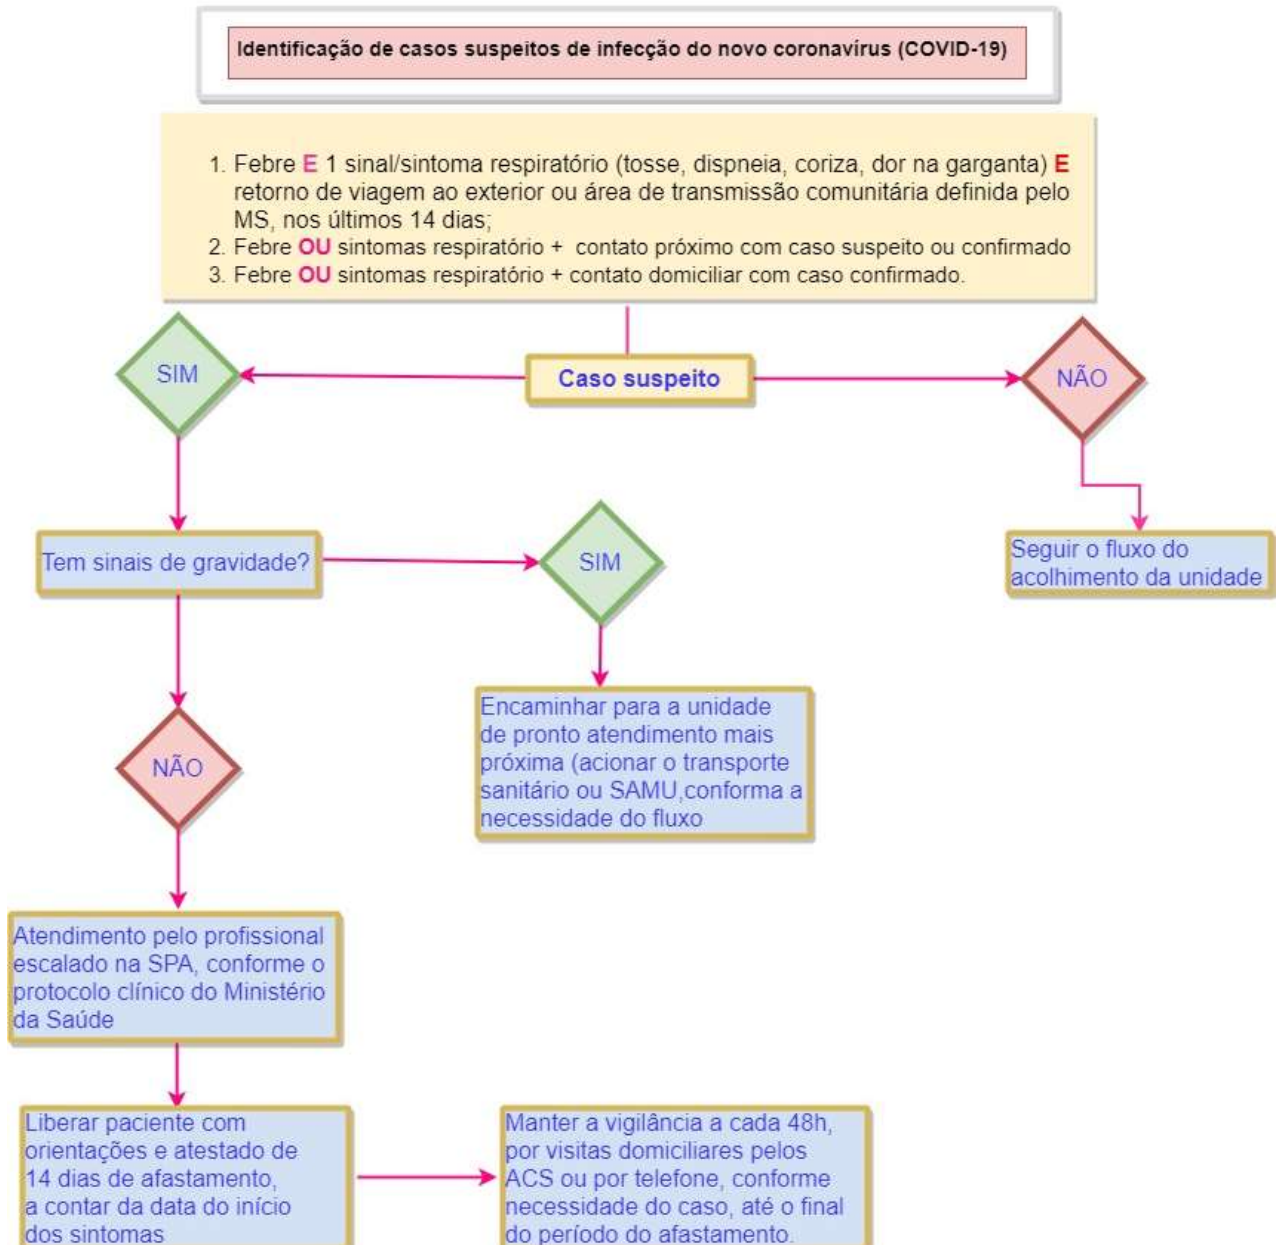 Identificação de casos suspeitos de infecção do novo coronavírus (COVID-19)
1. Febre E 1 sinal/sintoma respiratório (tosse, dispneia, coriza, dor na garganta) E
retorno de viagem ao exterior ou área de transmissão comunitária definida pelo
MS, nos últimos 14 dias;
2. Febre OU sintomas respiratório + contato próximo com caso suspeito ou confirmado
3. Febre OU sintomas respiratório + contato domiciliar com caso confirmado.
SIM
Caso suspeito
NÃO
Tem sinais de gravidade?
SIM
Seguir o fluxo do
acolhimento da unidade
NÃO
Encaminhar para a unidade
de pronto atendimento mais
próxima (acionar o transporte
sanitário ou SAMU,conforma a
necessidade do fluxo
Atendimento pelo profissional
escalado na SPA, conforme o
protocolo clínico do Ministério
da Saúde
Liberar paciente com
orientações e atestado de
14 dias de afastamento,
a contar da data do início
dos sintomas
Manter a vigilância a cada 48h,
por visitas domiciliares pelos
ACS ou por telefone, conforme
necessidade do caso, até o final
do período do afastamento.